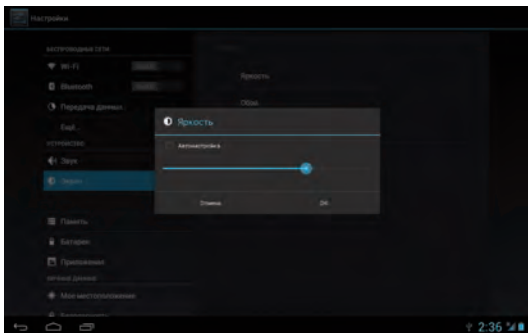 Настройки
БЕСПРОВОДНЫЕ СЕТИ
Wi-Fi
Bluetooth
Передача данных
Ещё...
УСТРОЙСТВО
Звук
Экран
Память
Батарея
Приложения
ЛИЧНЫЕ ДАННЫЕ
Мое местоположение
Яркость
Обои
Яркость
Автонастройка
Отмена
OK
2:36